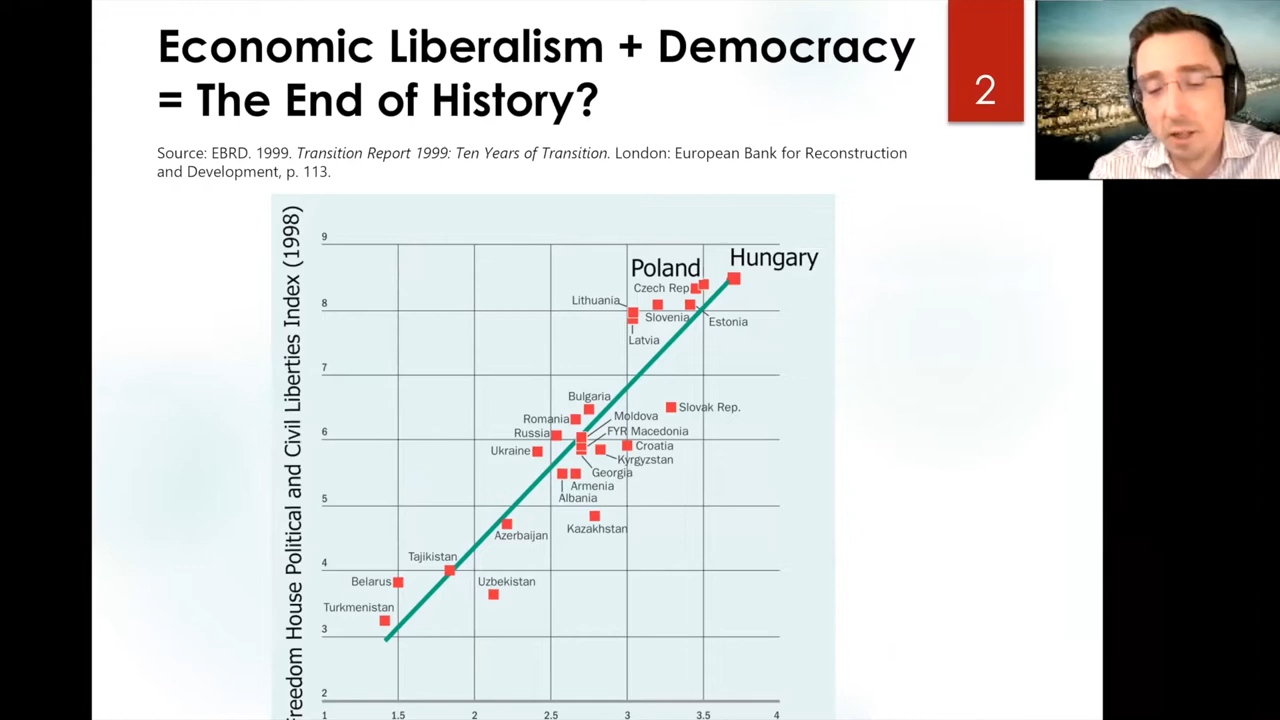 Economic Liberalism + Democracy
= The End of History?
2
Source: EBRD. 1999. Transition Report 1999: Ten Years of Transition. London: European Bank for Reconstruction
and Development, p. 113.
Freedom House Political and Civil Liberties Index (1998)
9
8
7
6
5
4
3
2
Hungary
Poland
Czech Rep.
Lithuania
Slovenia
Estonia
Latvia
Bulgaria
Slovak Rep.
Romania
Moldova
Russia
FYR Macedonia
Croatia
Ukraine
Kyrgyzstan
Georgia
Armenia
Albania
Kazakhstan
Azerbaijan
Tajikistan
Belarus
Uzbekistan
Turkmenistan
1 1.5 2 2.5 3 3.5 4